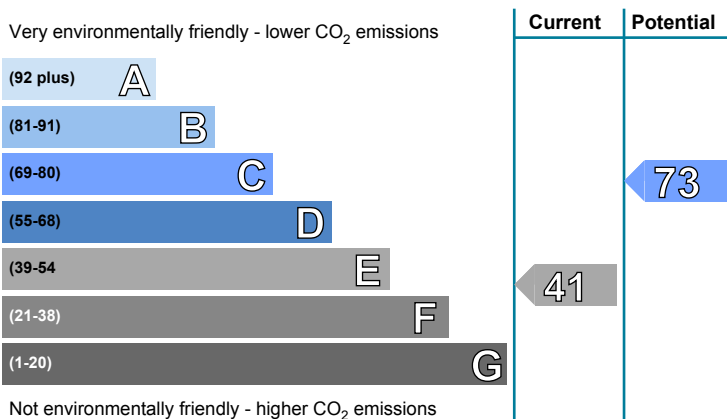 Very environmentally friendly - lower CO2 emissions
Current
Potential
(92 plus) A
(81-91) B
(69-80) C
73
(55-68) D
(39-54 E
41
(21-38) F
(1-20) G
Not environmentally friendly - higher CO2 emissions